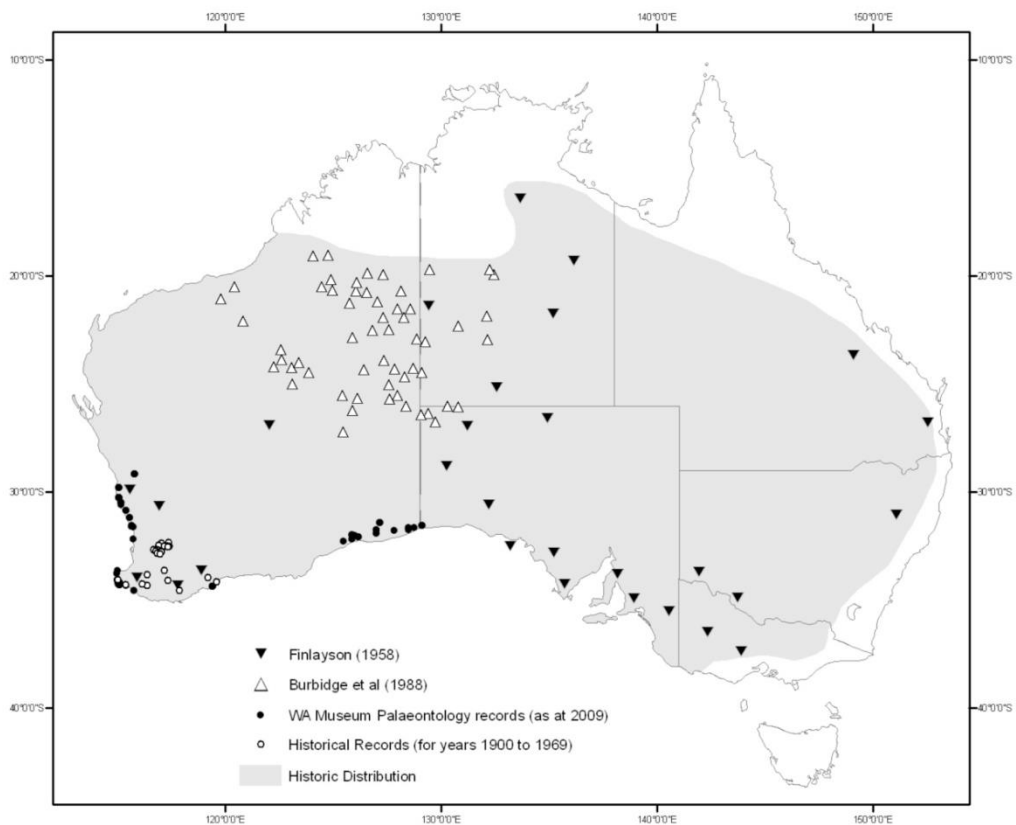 120°0'0"E 130°0'0"E 140°0'0"E 150°0'0"E
10°0'0"S 10°0'0"S
20°0'0"S 20°0'0"S
30°0'0"S 30°0'0"S
Finlayson (1958)
Burbidge et al (1988)
40°0'0"S WA Museum Palaeontology records (as at 2009) 40°0'0"S
Historical Records (for years 1900 to 1969)
Historic Distribution
120°0'0"E 130°0'0"E 140°0'0"E 150°0'0"E